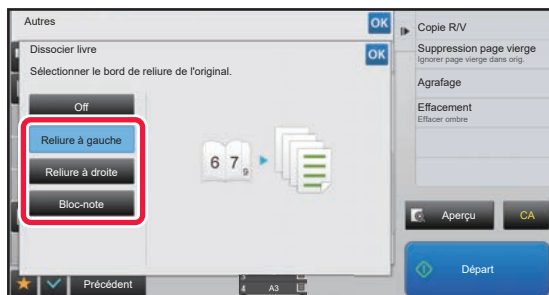 Autres
OK
Dissocier livre
OK
Sélectionner le bord de reliure de l'original.
Off
Reliure à gauche
Reliure à droite
Bloc-note
6 7
9
Précédent
4 A3
Copie R/V
Suppression page vierge
Ignorer page vierge dans orig.
Agrafage
Effacement
Effacer ombre
Aperçu
CA
Départ